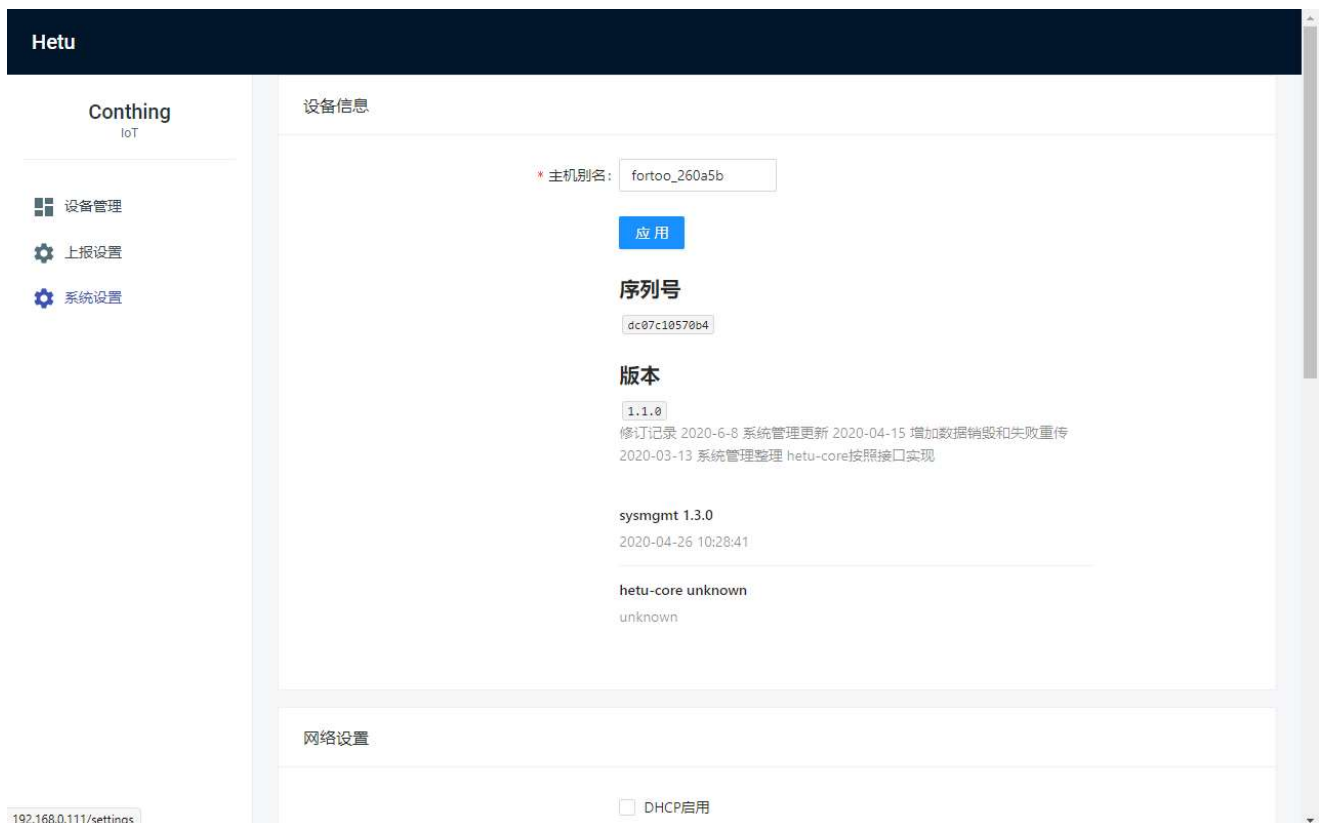 Hetu
Conthing
IoT
设备管理
上报设置
系统设置
设备信息
* 主机别名: fortoo_260a5b
应 用
序列号
dc07c10570b4
版本
1.1.0
修订记录 2020-6-8 系统管理更新 2020-04-15 增加数据销毁和失败重传
2020-03-13 系统管理整理 hetu-core按照接口实现
sysmgmt 1.3.0
2020-04-26 10:28:41
hetu-core unknown
unknown
网络设置
DHCP启用
192.168.0.111/settings